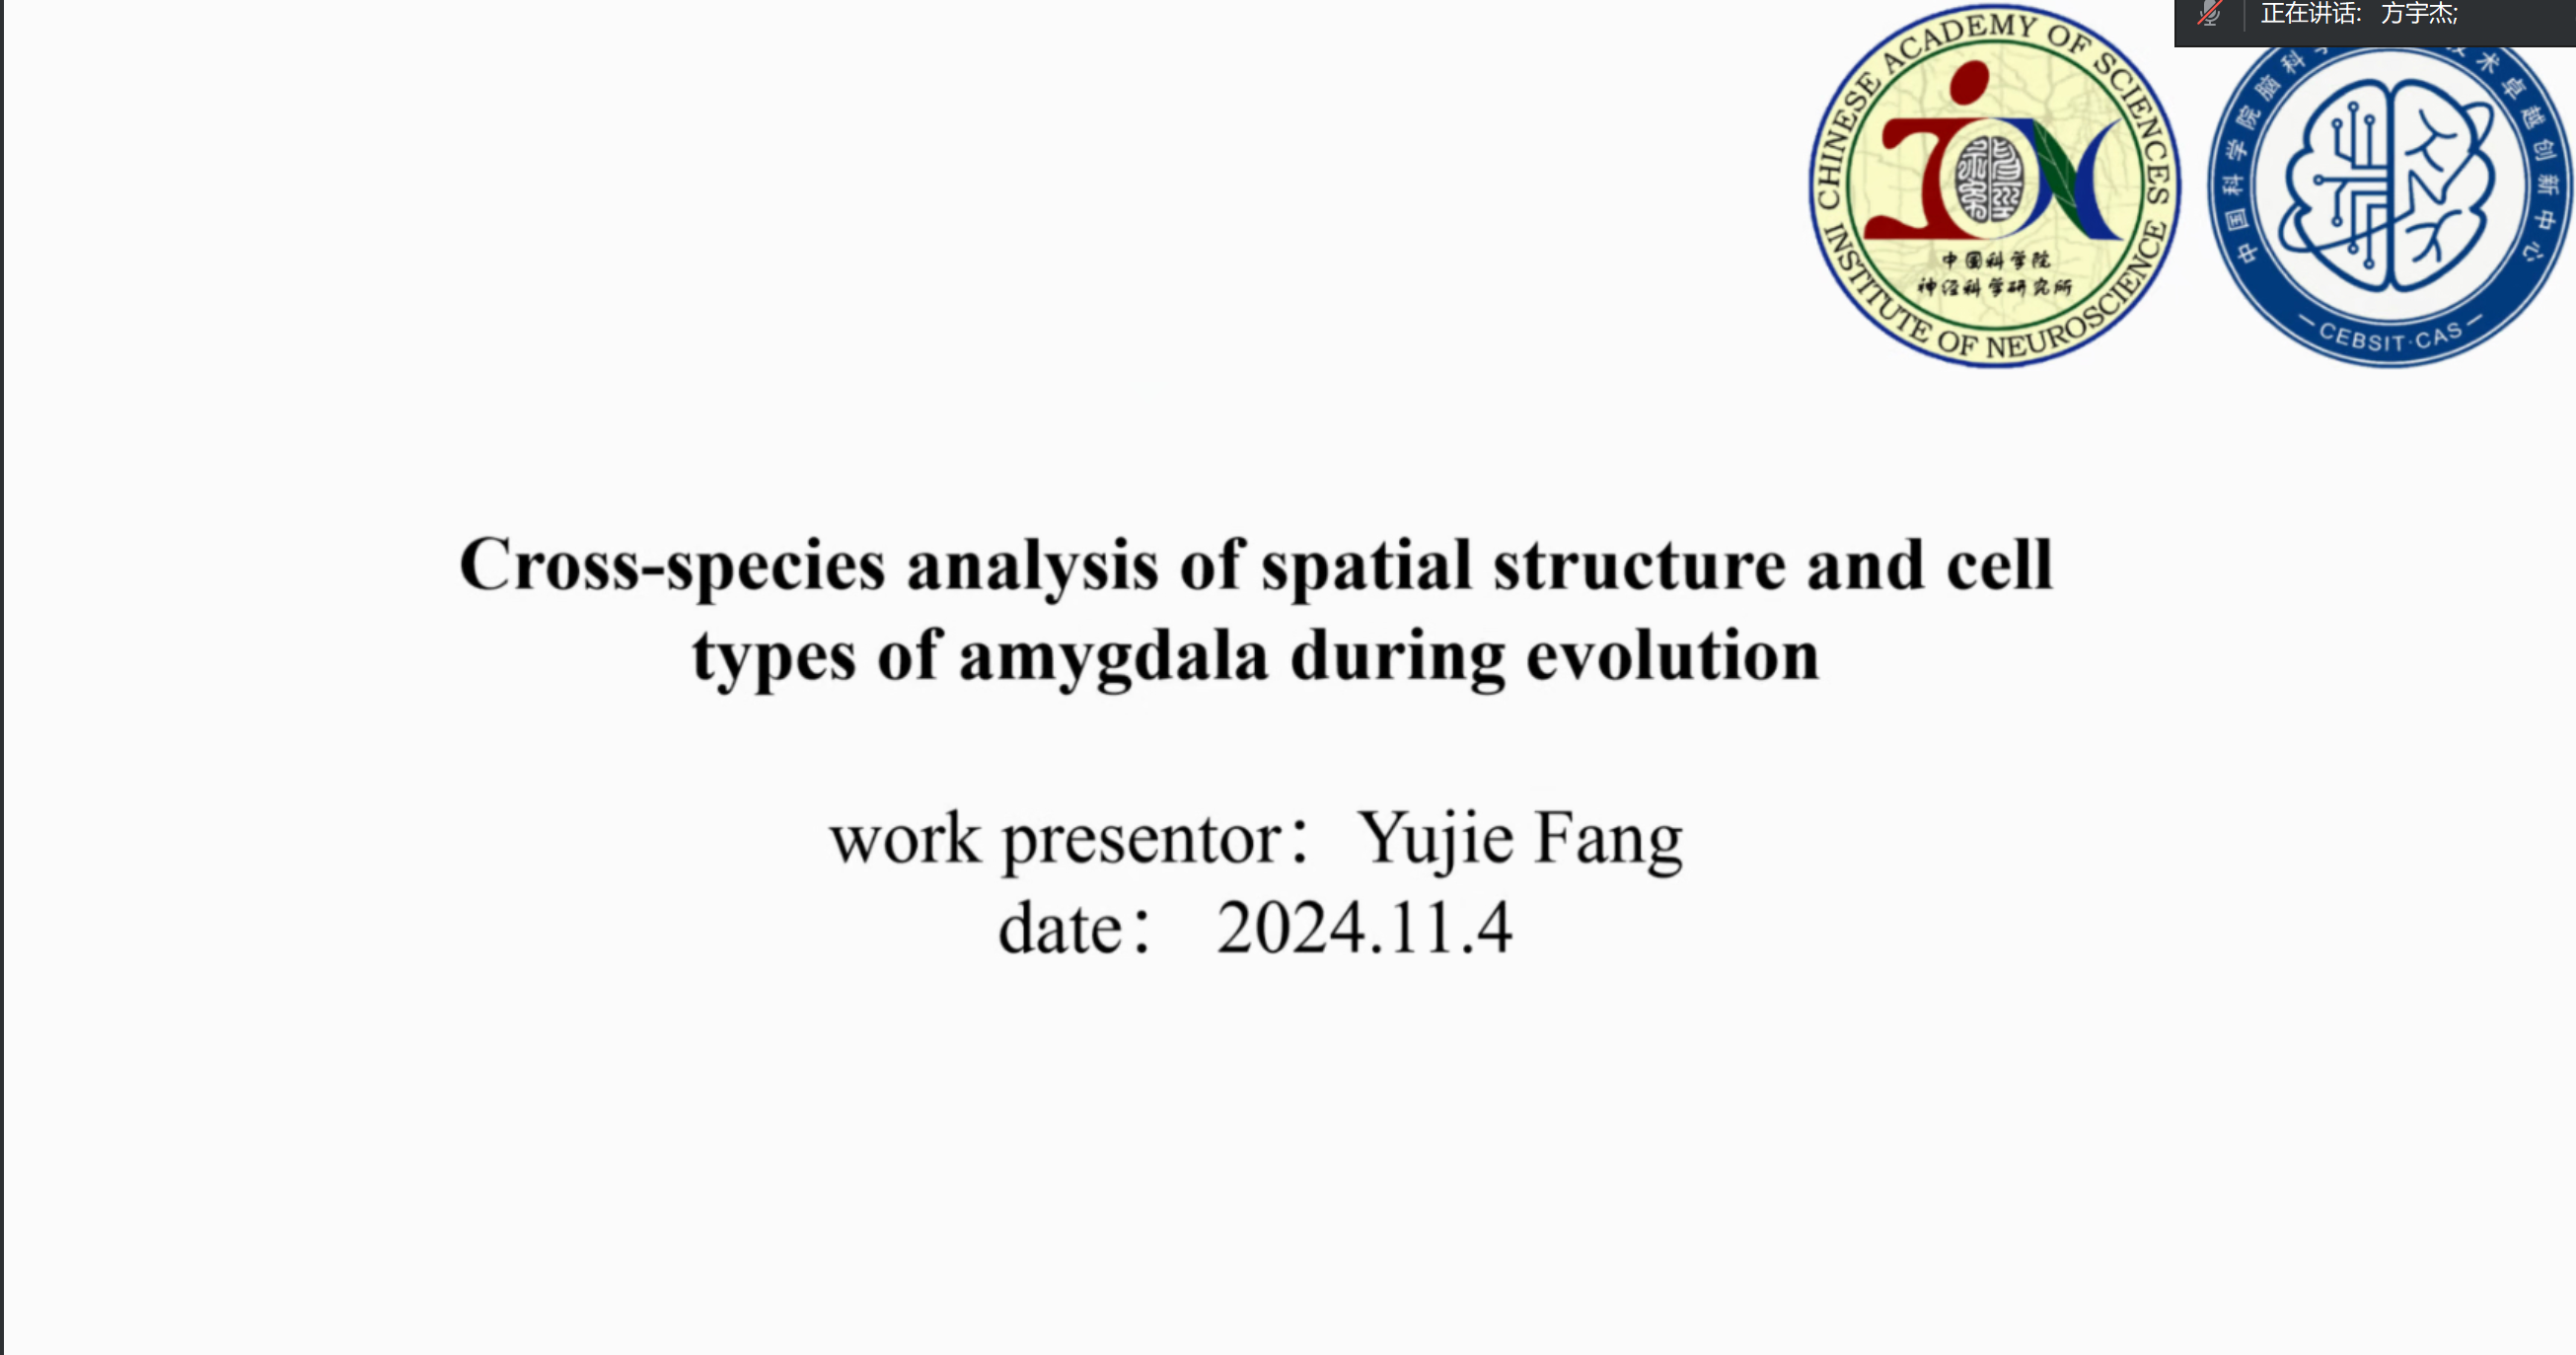 正在讲话: 方宇杰;
CHINESE ACADEMY OF SCIENCES
INSTITUTE OF NEUROSCIENCE
ION
中国科学院
神经科学研究所
中国科学院脑科学
技术卓越创新中心
CEBSIT·CAS
Cross-species analysis of spatial structure and cell
types of amygdala during evolution
work presentor：Yujie Fang
date： 2024.11.4